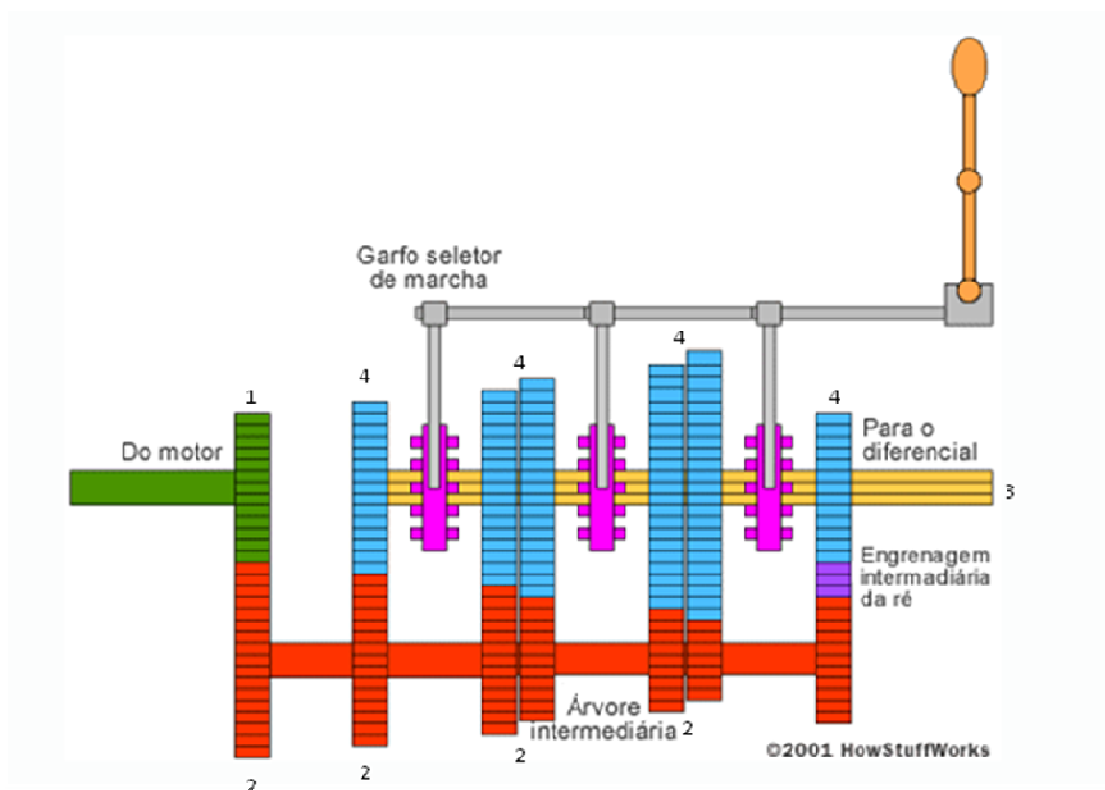 Garfo seletor
de marcha
4
4
4
1
4
Do motor
Para o
diferencial
3
Engrenagem
intermadiária
da ré
Árvore
intermediária
2
2
2
2
©2001 HowStuffWorks